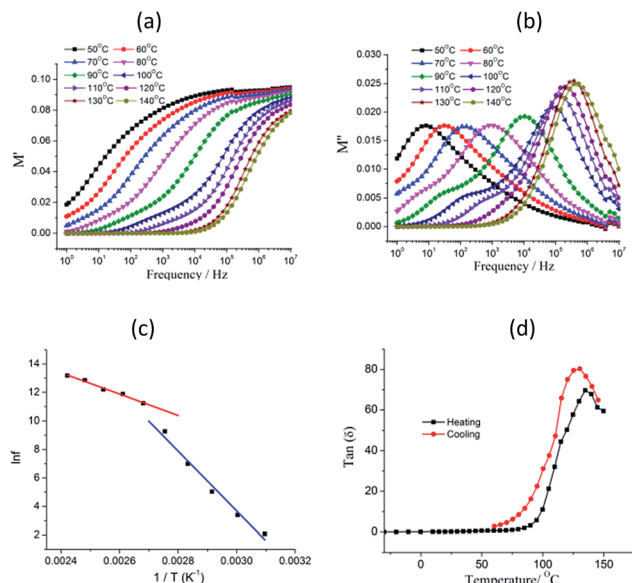 (a)
50°C 60°C
70°C 80°C
90°C 100°C
110°C 120°C
130°C 140°C
0.10
0.08
0.06
0.04
0.02
0.00
M'
10⁰ 10¹ 10² 10³ 10⁴ 10⁵ 10⁶ 10⁷
Frequency / Hz
(b)
50°C 60°C
70°C 80°C
90°C 100°C
110°C 120°C
130°C 140°C
0.030
0.025
0.020
0.015
0.010
0.005
0.000
M''
10⁰ 10¹ 10² 10³ 10⁴ 10⁵ 10⁶ 10⁷
Frequency / Hz
(c)
14
12
10
8
6
4
2
lnf
0.0024 0.0026 0.0028 0.0030 0.0032
1 / T (K⁻¹)
(d)
80
60
40
20
0
Tan (δ)
Heating
Cooling
0 50 100 150
Temperature/ °C